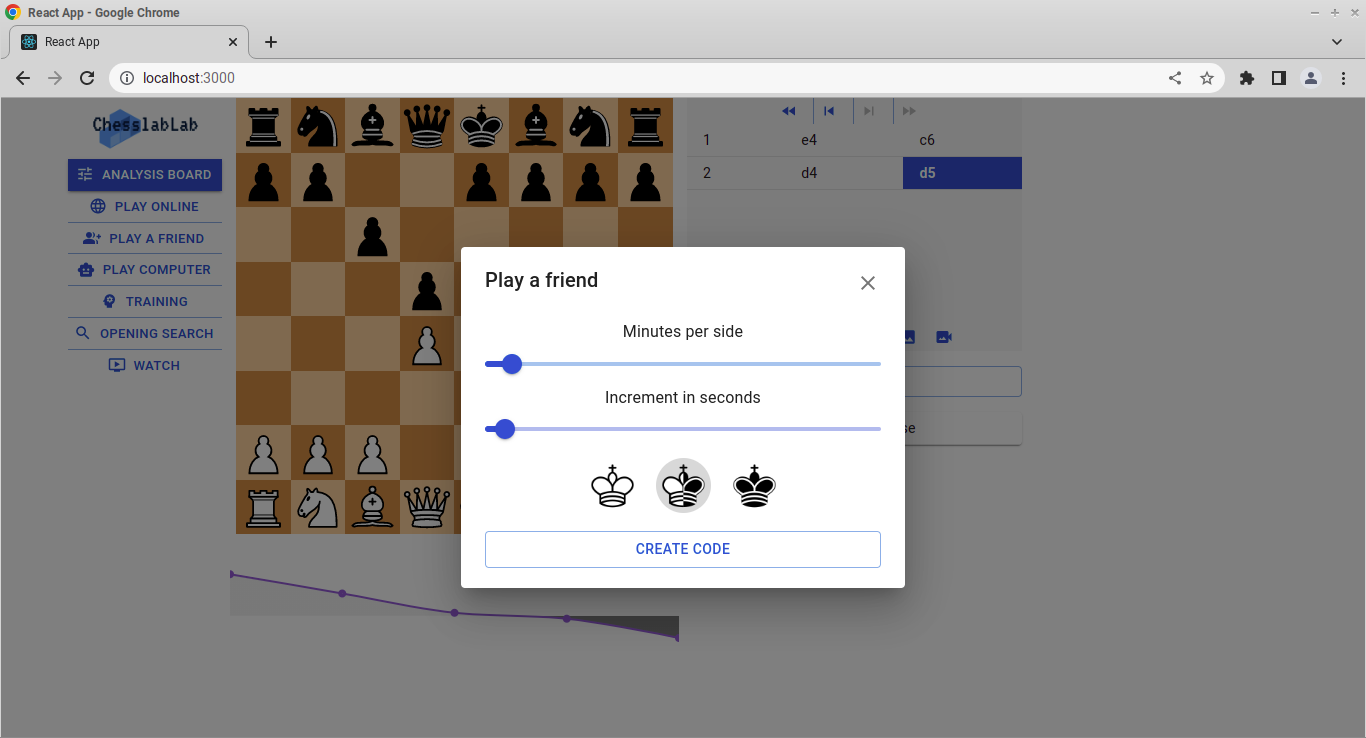 React App - Google Chrome
React App
localhost:3000
ChesslabLab
ANALYSIS BOARD
PLAY ONLINE
PLAY A FRIEND
PLAY COMPUTER
TRAINING
OPENING SEARCH
WATCH
1 e4 c6
2 d4 d5
se
Play a friend
Minutes per side
Increment in seconds
CREATE CODE